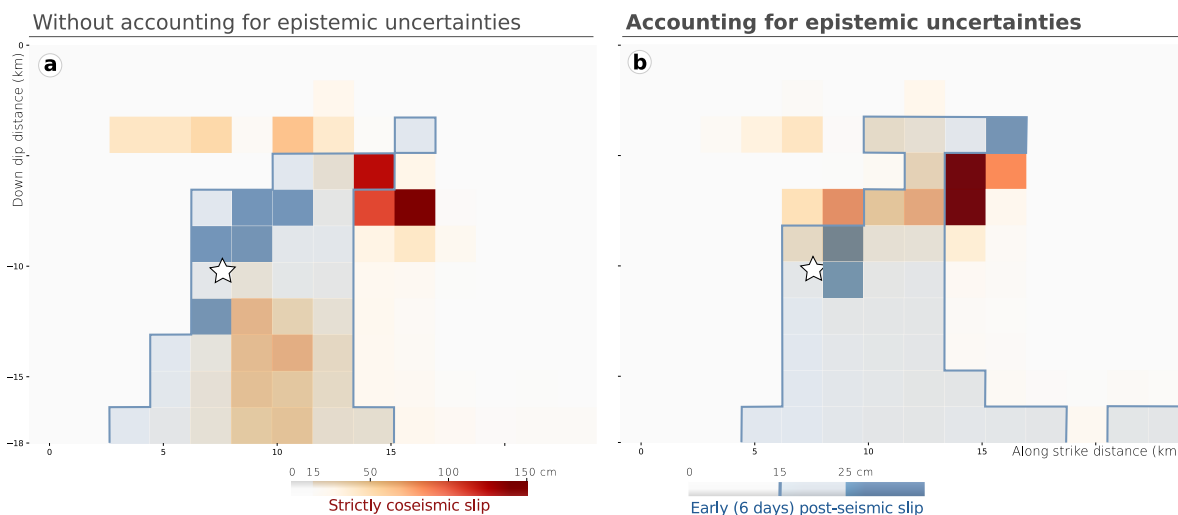 Without accounting for epistemic uncertainties
Accounting for epistemic uncertainties
a
b
Down dip distance (km)
0
−10
−15
−18
0
5
10
15
0
5
10
15
Along strike distance (km
0 15 50 100 150 cm
Strictly coseismic slip
0 15 25 cm
Early (6 days) post-seismic slip